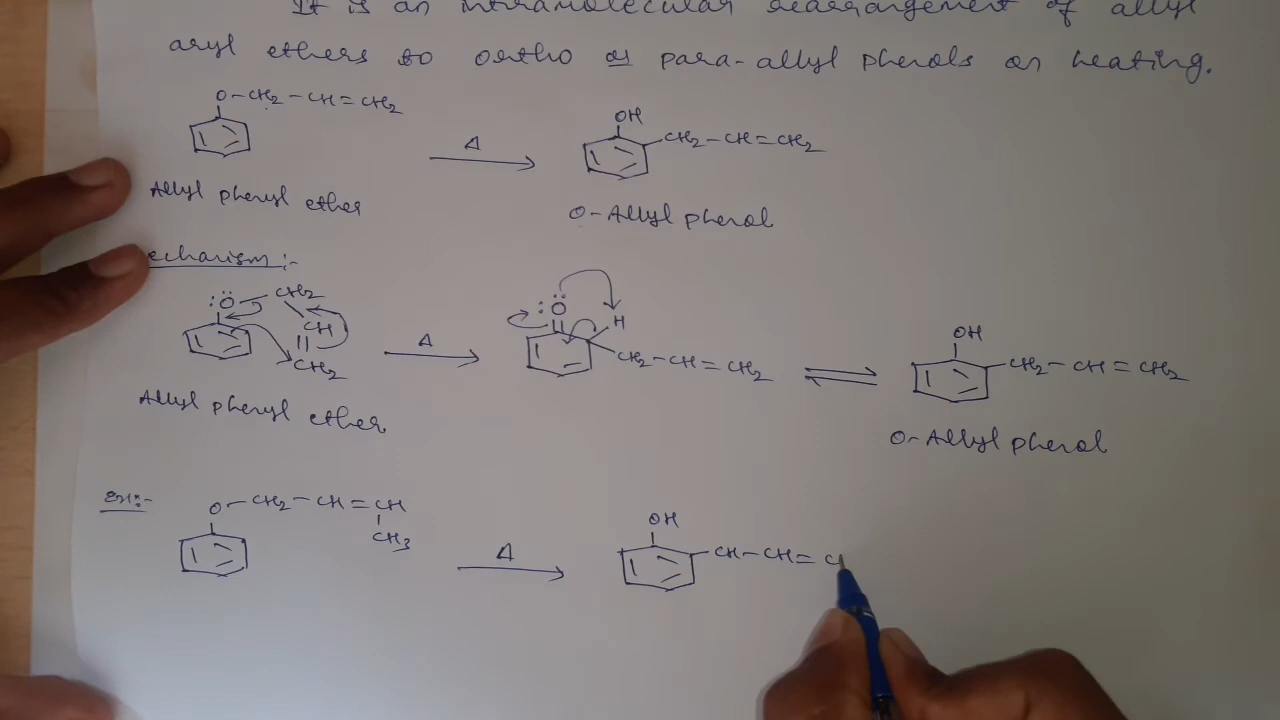 It is an intramolecular rearrangement of allyl
aryl ethers to ortho or para-allyl phenols on heating.
O-CH2-CH=CH2
Δ
OH
CH2-CH=CH2
Allyl phenyl ether
O-Allyl phenol
echanism:-
:Ö-CH2
CH
CH2
Δ
:Ö
H
CH2-CH=CH2
OH
CH2-CH=CH2
Allyl phenyl ether
O-Allyl phenol
Ex:-
O-CH2-CH=CH
CH3
Δ
OH
CH-CH=C